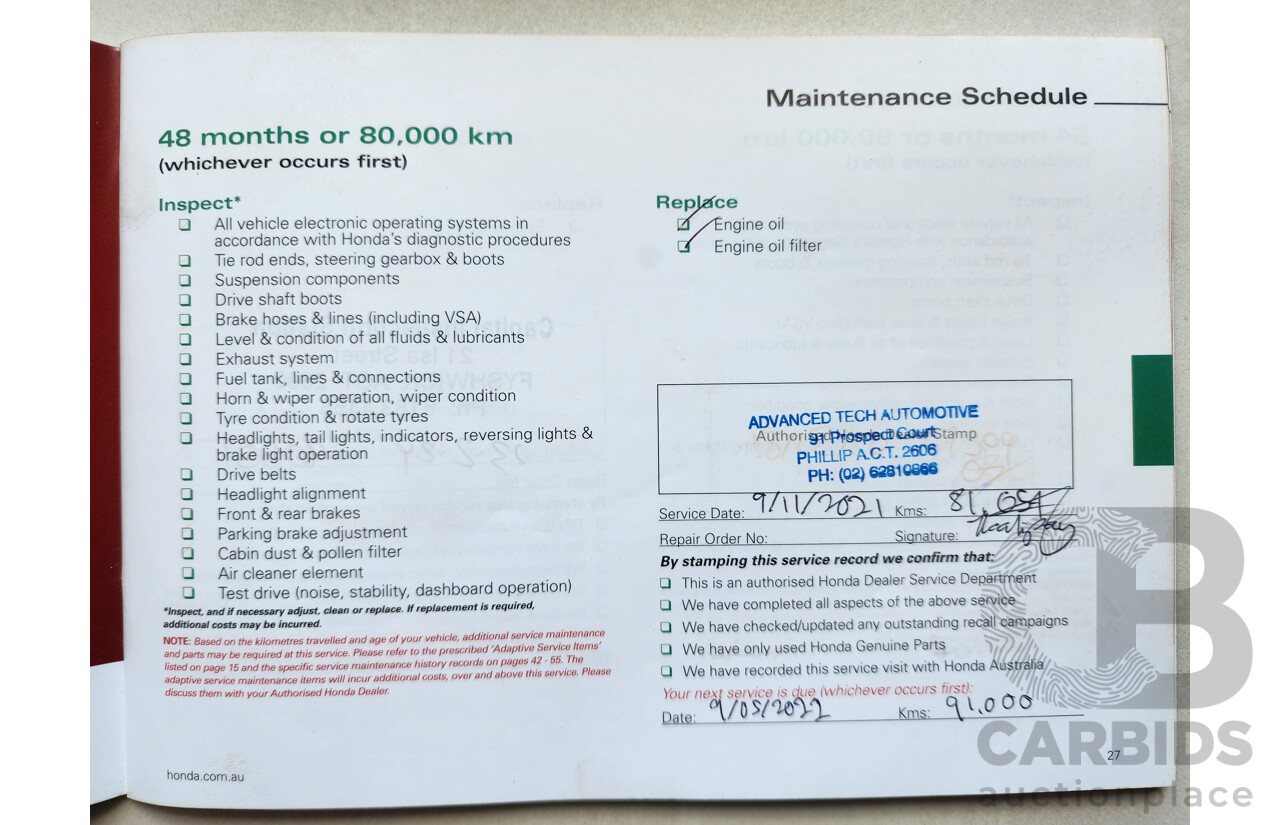 Maintenance Schedule
48 months or 80,000 km
(whichever occurs first)
Inspect*
All vehicle electronic operating systems in
accordance with Honda's diagnostic procedures
Tie rod ends, steering gearbox & boots
Suspension components
Drive shaft boots
Brake hoses & lines (including VSA)
Level & condition of all fluids & lubricants
Exhaust system
Fuel tank, lines & connections
Horn & wiper operation, wiper condition
Tyre condition & rotate tyres
Headlights, tail lights, indicators, reversing lights &
brake light operation
Drive belts
Headlight alignment
Front & rear brakes
Parking brake adjustment
Cabin dust & pollen filter
Air cleaner element
Test drive (noise, stability, dashboard operation)
*Inspect, and if necessary adjust, clean or replace. If replacement is required,
additional costs may be incurred.
NOTE: Based on the kilometres travelled and age of your vehicle, additional service maintenance
and parts may be required at this service. Please refer to the prescribed 'Adaptive Service Items'
listed on page 15 and the specific service maintenance history records on pages 42 - 55. The
adaptive service maintenance items will incur additional costs, over and above this service. Please
discuss them with your Authorised Honda Dealer.
honda.com.au
Replace
Engine oil
Engine oil filter
ADVANCED TECH AUTOMOTIVE
Authorised Honda Dealer Stamp
91 Prospect Court
PHILLIP A.C.T. 2606
PH: (02) 62810866
Service Date: 9/11/2021 Kms: 81,
Repair Order No: Signature:
By stamping this service record we confirm that:
This is an authorised Honda Dealer Service Department
We have completed all aspects of the above service
We have checked/updated any outstanding recall campaigns
We have only used Honda Genuine Parts
We have recorded this service visit with Honda Australia
Your next service is due (whichever occurs first):
Date: 9/05/2022 Kms: 91,000
27
CARBIDS
auctionplace